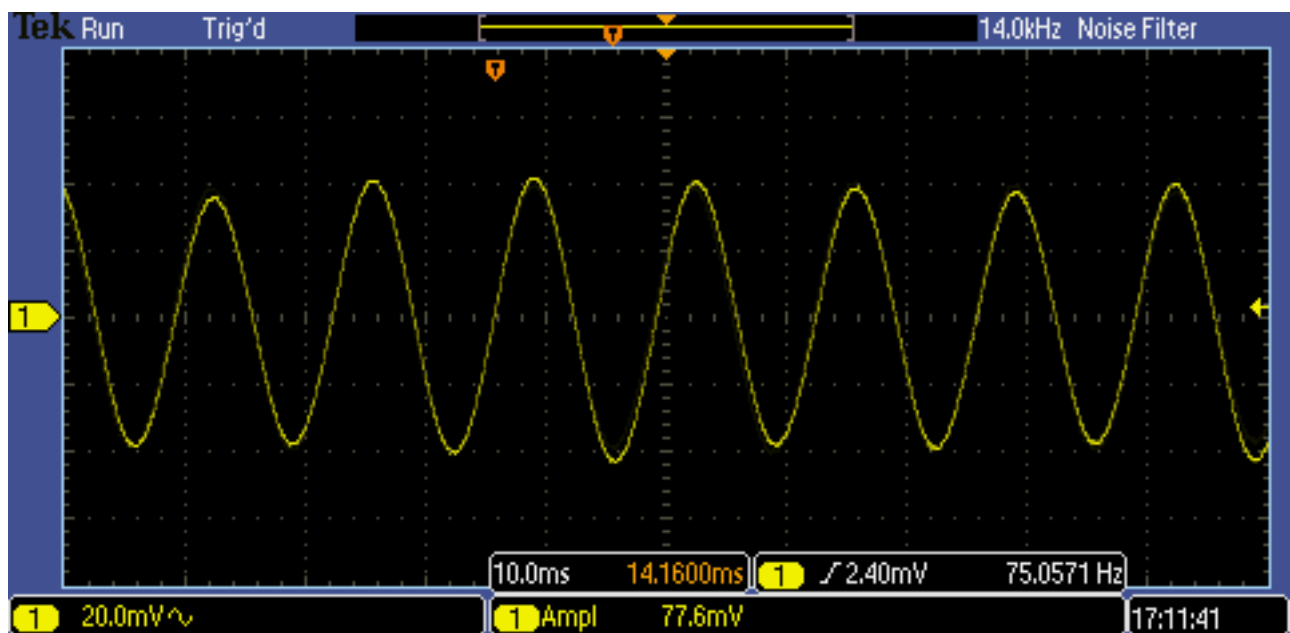 Tek Run Trig'd 14.0kHz Noise Filter
T
T
1
10.0ms 14.1600ms 1 2.40mV 75.0571 Hz
1 20.0mV 1 Ampl 77.6mV 17:11:41